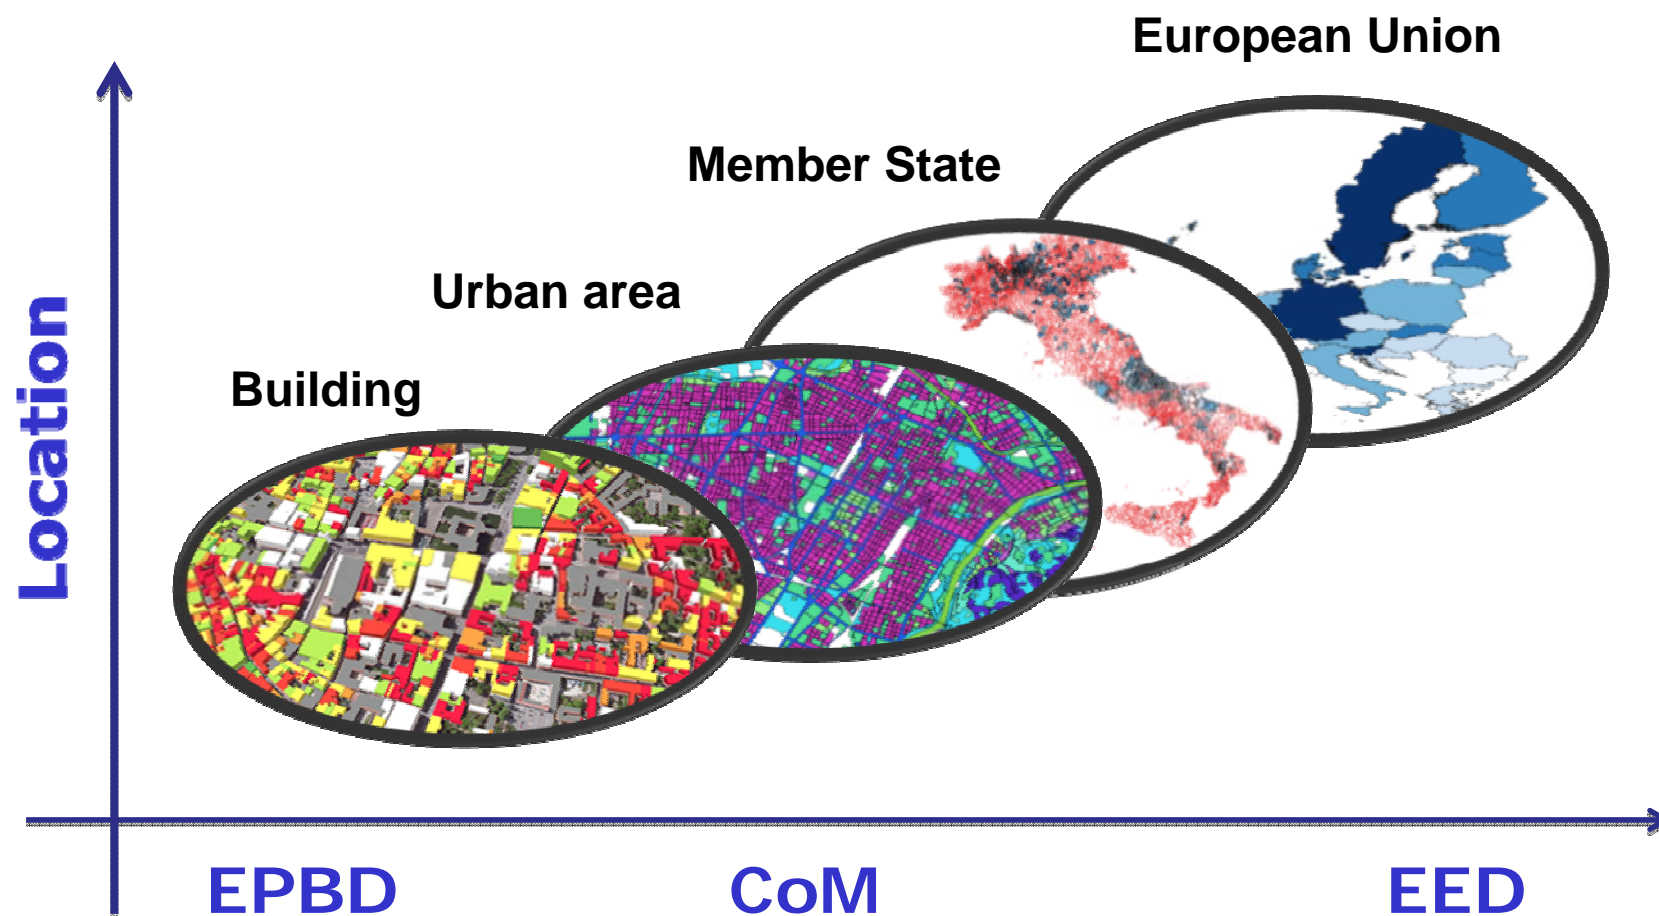 European Union
Member State
Urban area
Building
Location
EPBD
CoM
EED